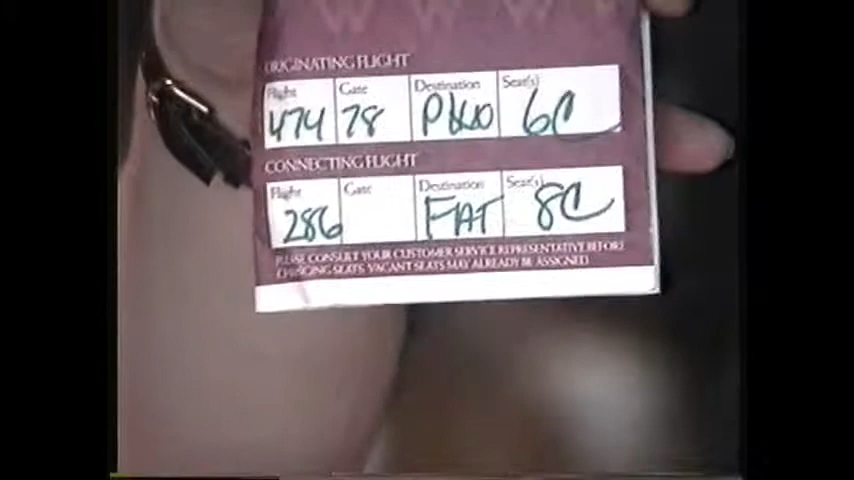 W W W W
ORIGINATING FLIGHT
Flight Gate Destination Seat(s)
474 78 PHX 6C
CONNECTING FLIGHT
Flight Gate Destination Seat(s)
286 FAT 8C
PLEASE CONSULT YOUR CUSTOMER SERVICE REPRESENTATIVE BEFORE
CHANGING SEATS. VACANT SEATS MAY ALREADY BE ASSIGNED